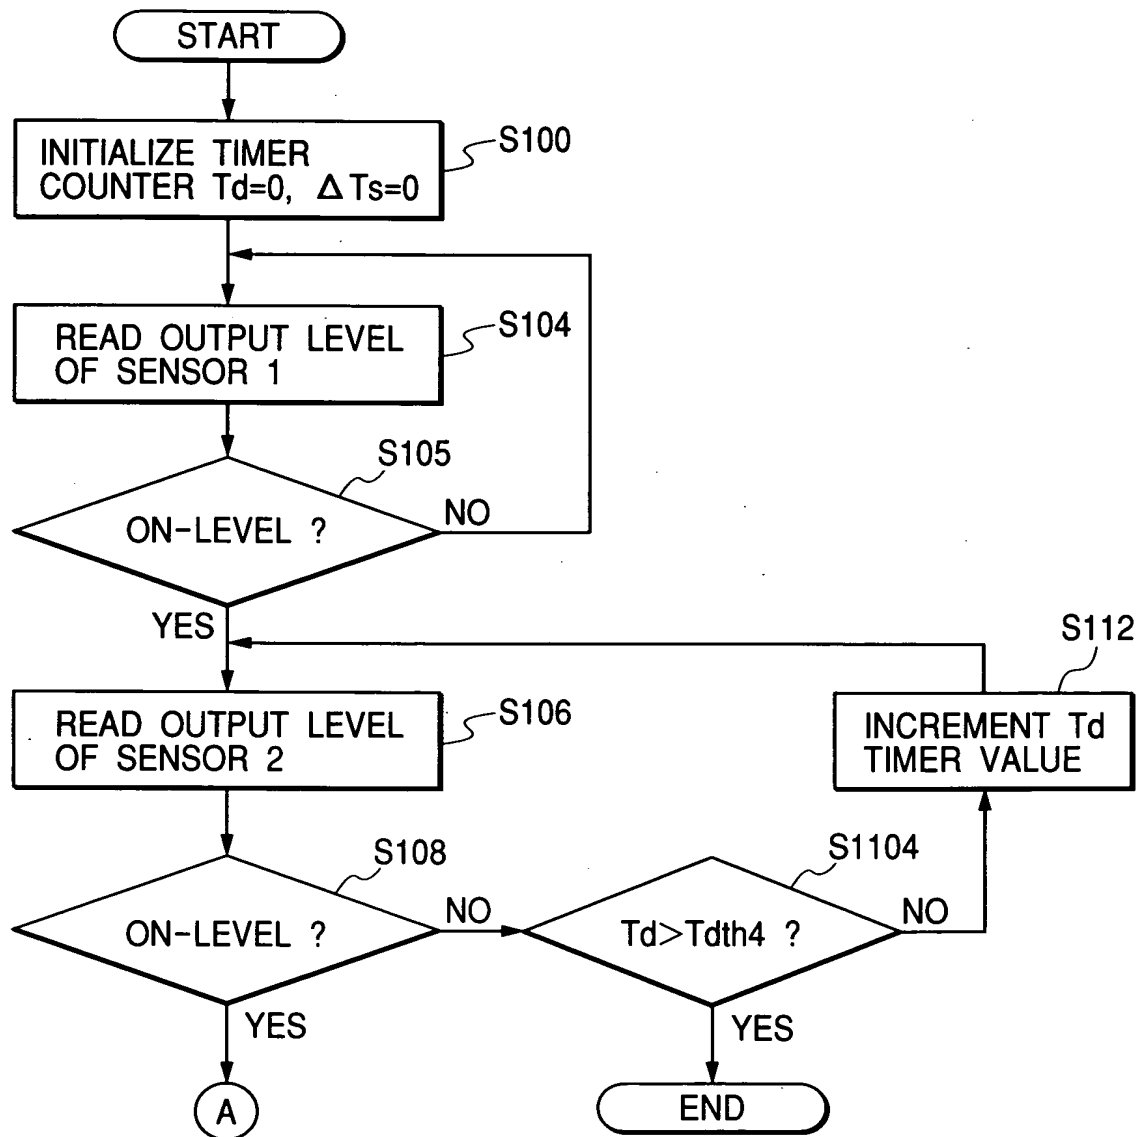 START
INITIALIZE TIMER
COUNTER Td=0, Δ Ts=0
S100
READ OUTPUT LEVEL
OF SENSOR 1
S104
S105
ON-LEVEL ?
NO
YES
S112
READ OUTPUT LEVEL
OF SENSOR 2
S106
INCREMENT Td
TIMER VALUE
S108
ON-LEVEL ?
NO
S1104
Td>Tdth4 ?
NO
YES
YES
A
END